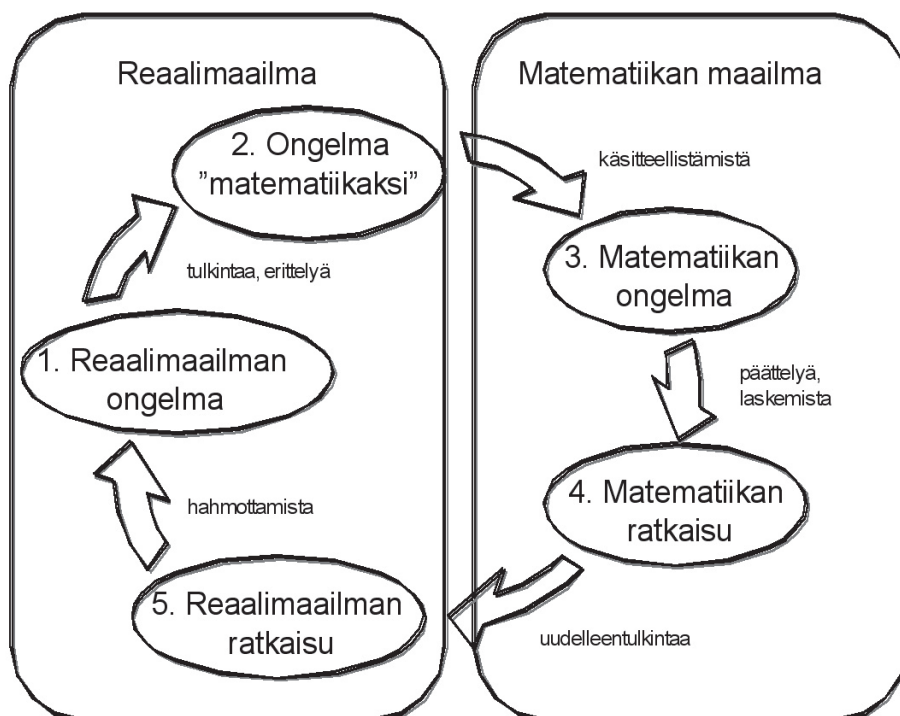 Reaalimaailma
2. Ongelma
”matematiikaksi”
tulkintaa, erittelyä
1. Reaalimaailman
ongelma
hahmottamista
5. Reaalimaailman
ratkaisu
Matematiikan maailma
käsitteellistämistä
3. Matematiikan
ongelma
päättelyä,
laskemista
4. Matematiikan
ratkaisu
uudelleentulkintaa